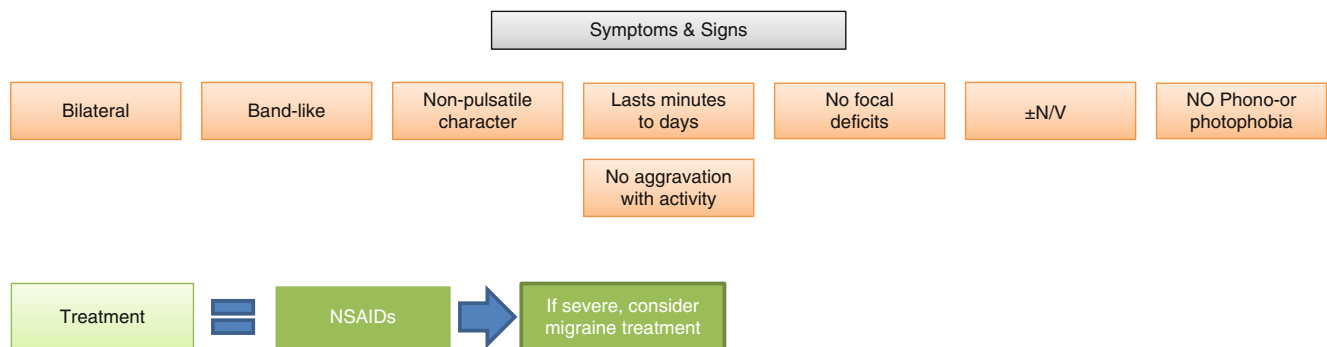 Symptoms & Signs
Bilateral
Band-like
Non-pulsatile
character
Lasts minutes
to days
No focal
deficits
±N/V
NO Phono-or
photophobia
No aggravation
with activity
Treatment
NSAIDs
If severe, consider
migraine treatment